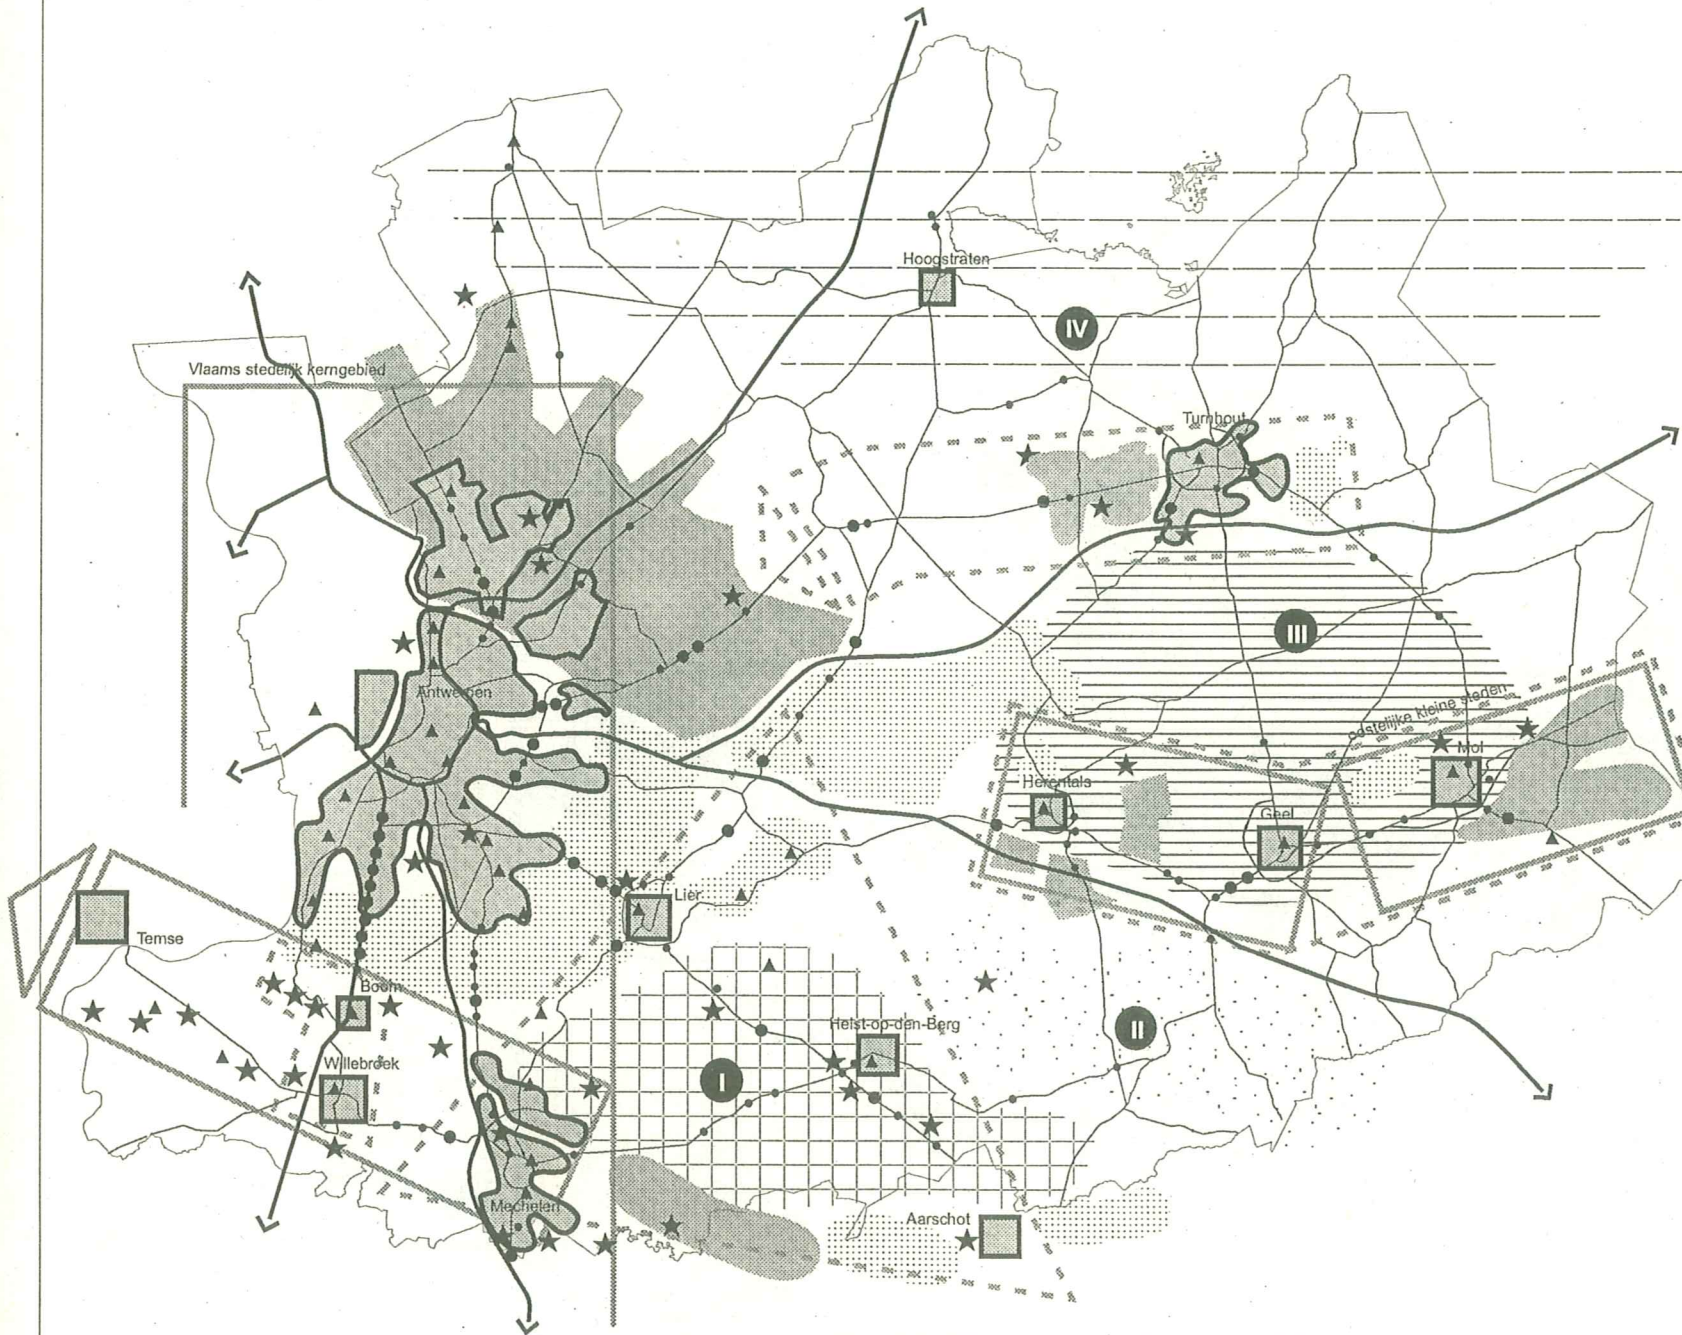 Hoogstraten
IV
Vlaams stedelijk kerngebied
Turnhout
III
Antwerpen
oostelijke kleine steden
Mol
Herentals
Geel
Lier
Temse
Boom
Heist-op-den-Berg
II
Willebroek
I
Mechelen
Aarschot